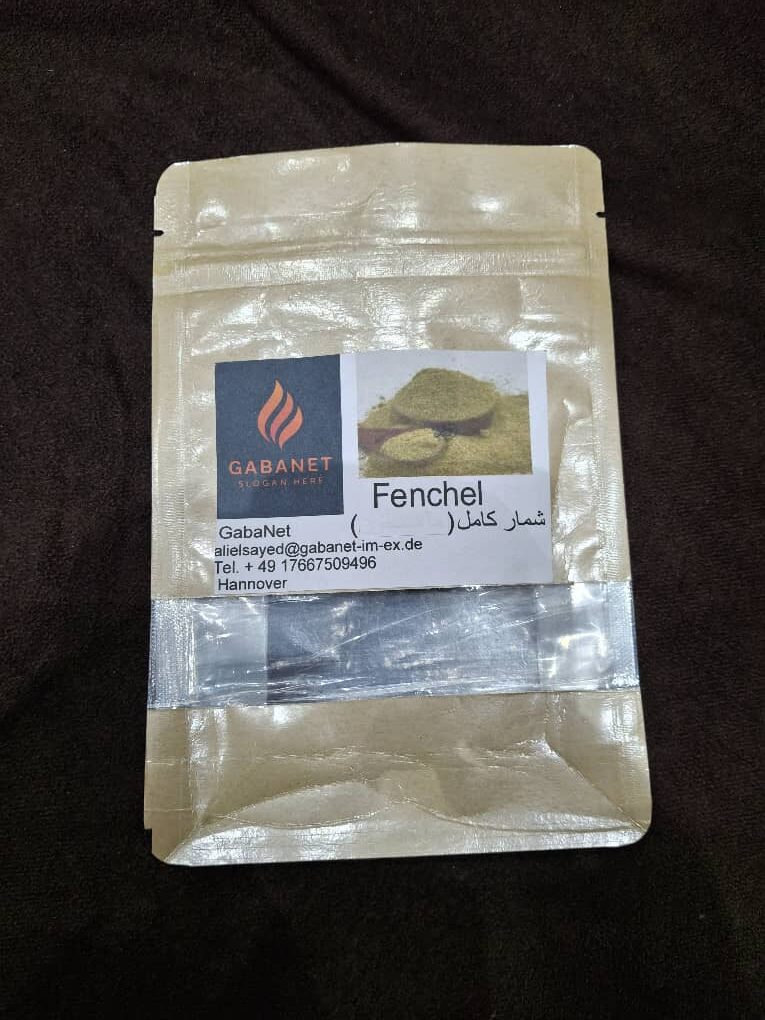 GABANET
SLOGAN HERE
Fenchel
شمار كامل( )
GabaNet
alielsayed@gabanet-im-ex.de
Tel. + 49 17667509496
Hannover